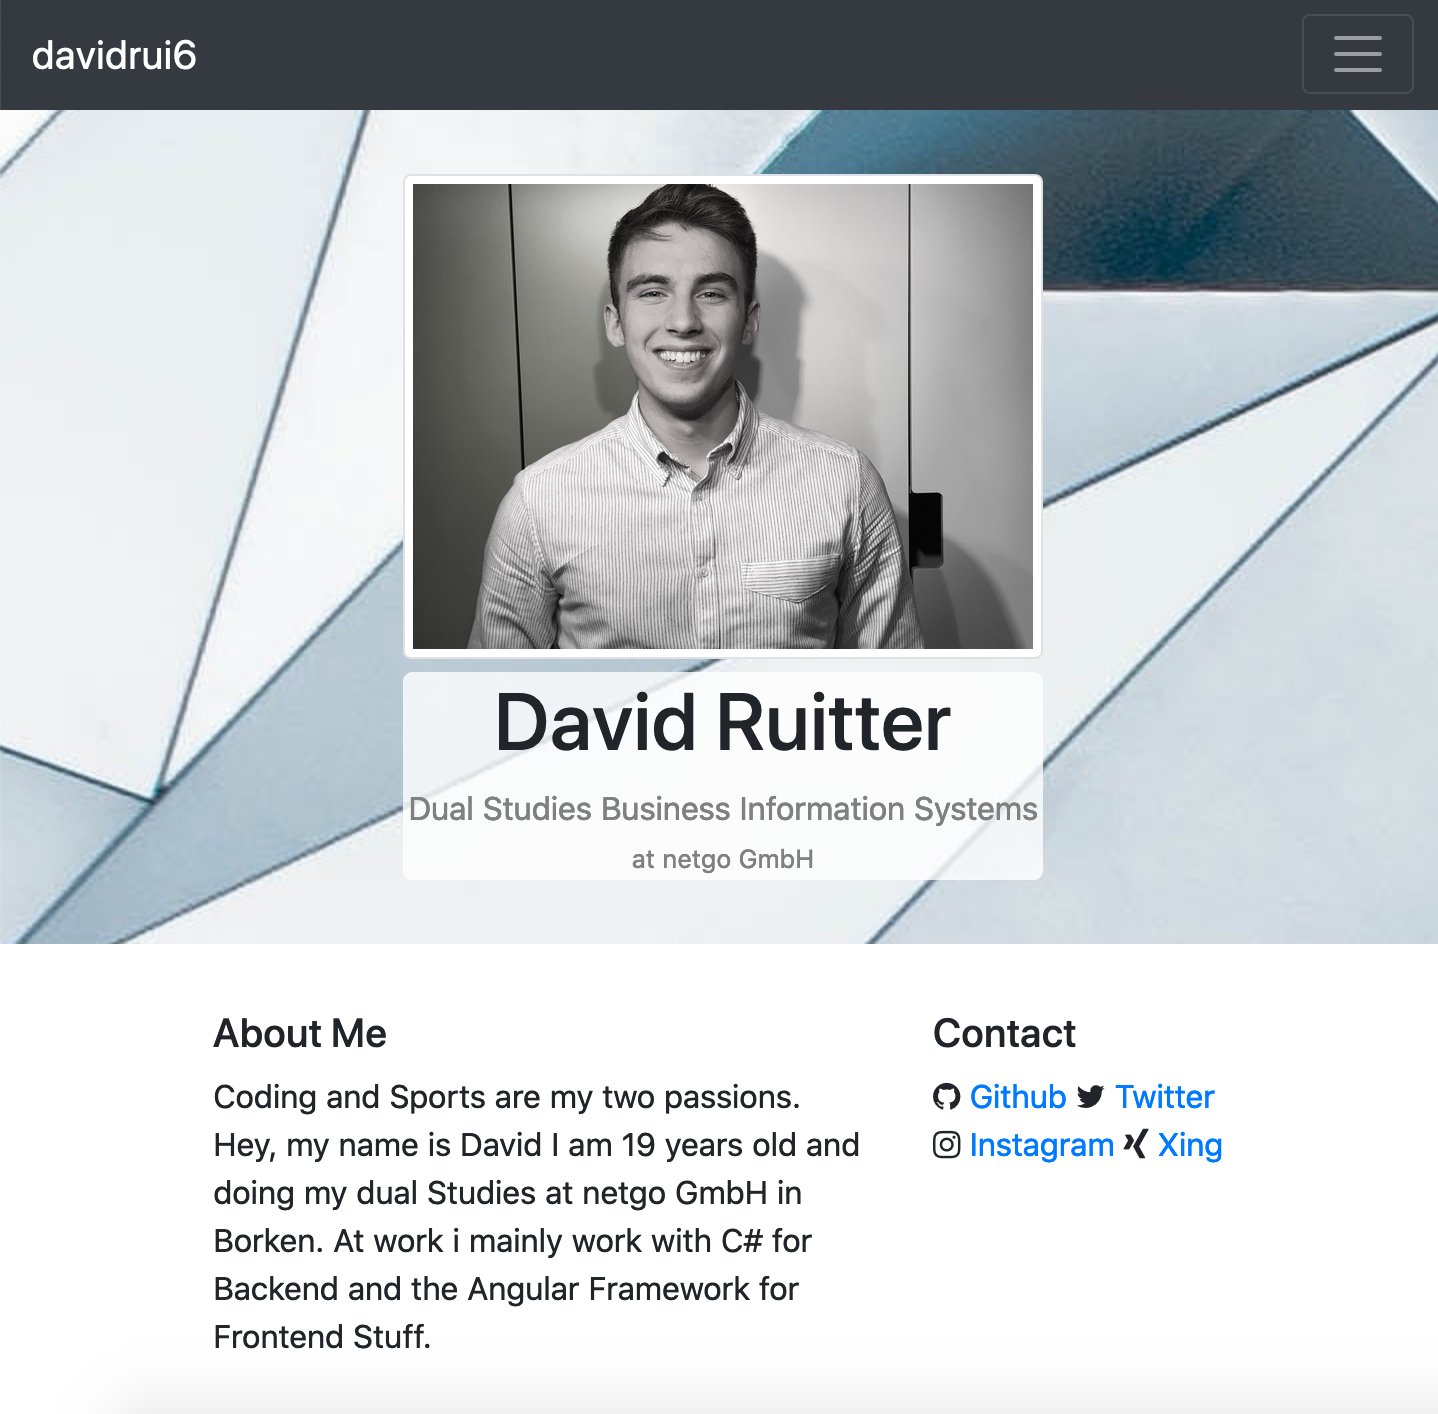 davidrui6
David Ruitter
Dual Studies Business Information Systems
at netgo GmbH
About Me
Coding and Sports are my two passions.
Hey, my name is David I am 19 years old and
doing my dual Studies at netgo GmbH in
Borken. At work i mainly work with C# for
Backend and the Angular Framework for
Frontend Stuff.
Contact
Github Twitter
Instagram Xing